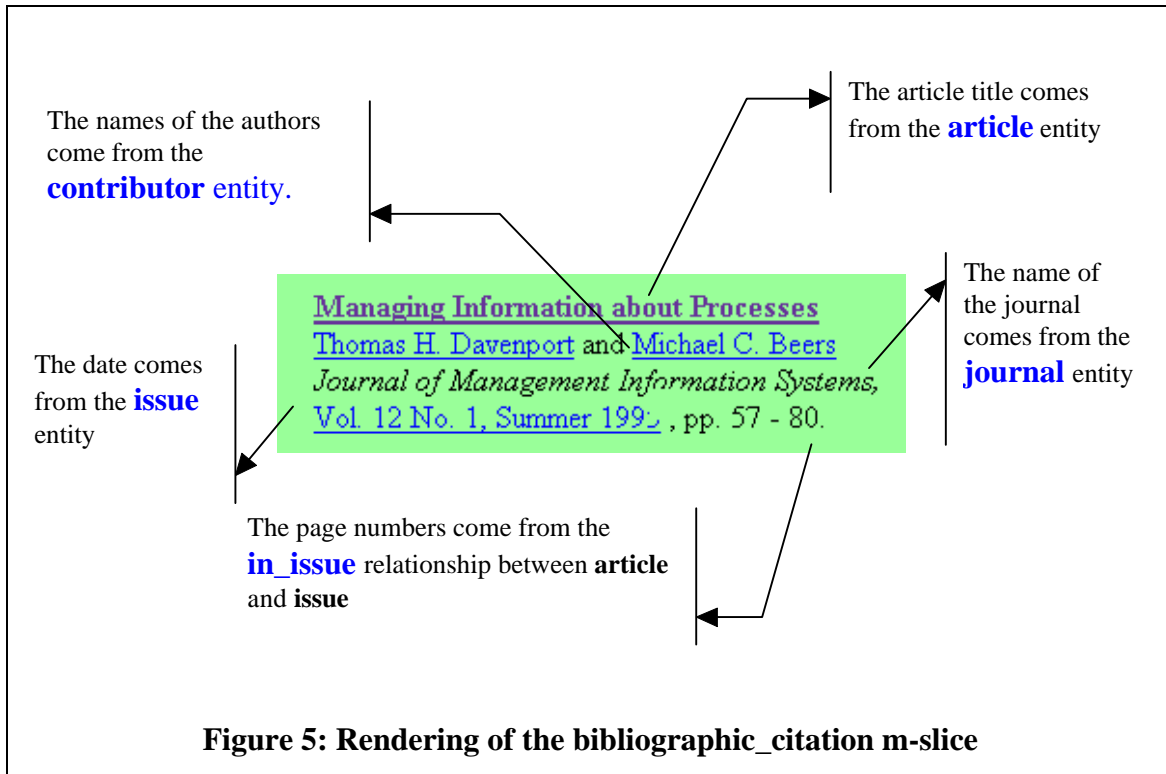 The names of the authors
come from the
contributor entity.
The article title comes
from the article entity
The name of
the journal
comes from the
journal entity
The date comes
from the issue
entity
Managing Information about Processes
Thomas H. Davenport and Michael C. Beers
Journal of Management Information Systems,
Vol. 12 No. 1, Summer , pp. 57 - 80.
The page numbers come from the
in_issue relationship between article
and issue
Figure 5: Rendering of the bibliographic_citation m-slice